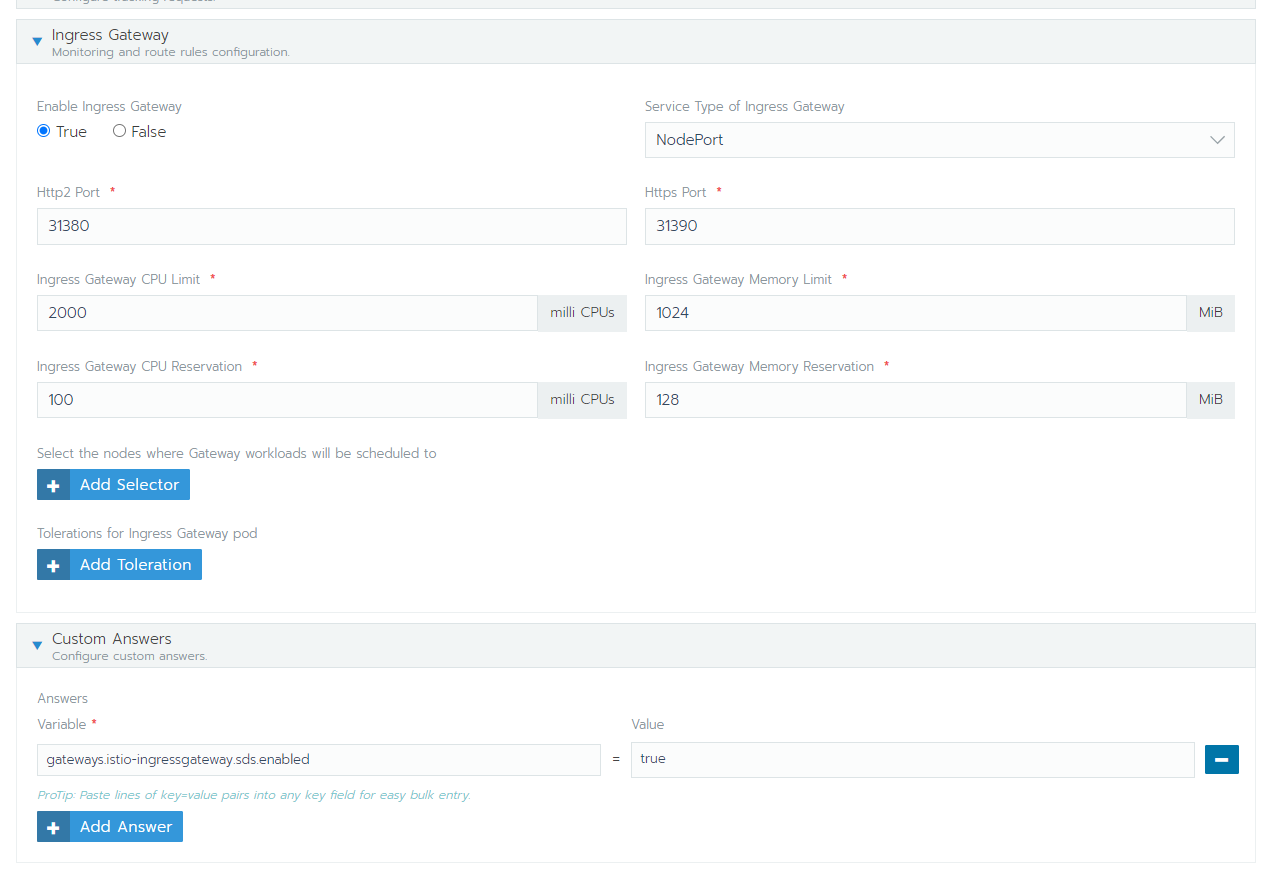 Configure tracking requests.
Ingress Gateway
Monitoring and route rules configuration.
Enable Ingress Gateway
Service Type of Ingress Gateway
True False
NodePort
Http2 Port *
Https Port *
31380
31390
Ingress Gateway CPU Limit *
Ingress Gateway Memory Limit *
2000 milli CPUs
1024 MiB
Ingress Gateway CPU Reservation *
Ingress Gateway Memory Reservation *
100 milli CPUs
128 MiB
Select the nodes where Gateway workloads will be scheduled to
+ Add Selector
Tolerations for Ingress Gateway pod
+ Add Toleration
Custom Answers
Configure custom answers.
Answers
Variable *
Value
gateways.istio-ingressgateway.sds.enabled = true
ProTip: Paste lines of key=value pairs into any key field for easy bulk entry.
+ Add Answer